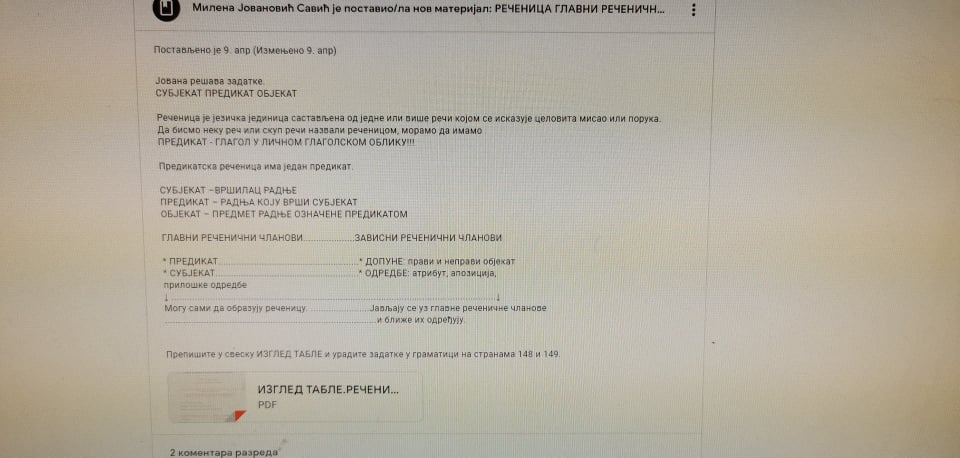 Милена Јовановић Савић је поставио/ла нов материјал: РЕЧЕНИЦА ГЛАВНИ РЕЧЕНИЧН...
Постављено је 9. апр (Измењено 9. апр)
Јована решава задатке.
СУБЈЕКАТ ПРЕДИКАТ ОБЈЕКАТ
Реченица је језичка јединица састављена од једне или више речи којом се исказује целовита мисао или порука.
Да бисмо неку реч или скуп речи назвали реченицом, морамо да имамо
ПРЕДИКАТ - ГЛАГОЛ У ЛИЧНОМ ГЛАГОЛСКОМ ОБЛИКУ!!!
Предикатска реченица има један предикат.
СУБЈЕКАТ –ВРШИЛАЦ РАДЊЕ
ПРЕДИКАТ – РАДЊА КОЈУ ВРШИ СУБЈЕКАТ
ОБЈЕКАТ – ПРЕДМЕТ РАДЊЕ ОЗНАЧЕНЕ ПРЕДИКАТОМ
ГЛАВНИ РЕЧЕНИЧНИ ЧЛАНОВИ....................ЗАВИСНИ РЕЧЕНИЧНИ ЧЛАНОВИ
* ПРЕДИКАТ.....................................................* ДОПУНЕ: прави и неправи објекат
* СУБЈЕКАТ......................................................* ОДРЕДБЕ: атрибут, апозиција,
прилошке одредбе
↓...............................................................................................................................↓
Могу сами да образују реченицу. .......................Јављају се уз главне реченичне чланове
..................................................................................и ближе их одређују.
Препишите у свеску ИЗГЛЕД ТАБЛЕ и урадите задатке у граматици на странама 148 и 149.
ИЗГЛЕД ТАБЛЕ.РЕЧЕНИ...
PDF
2 коментара разреда